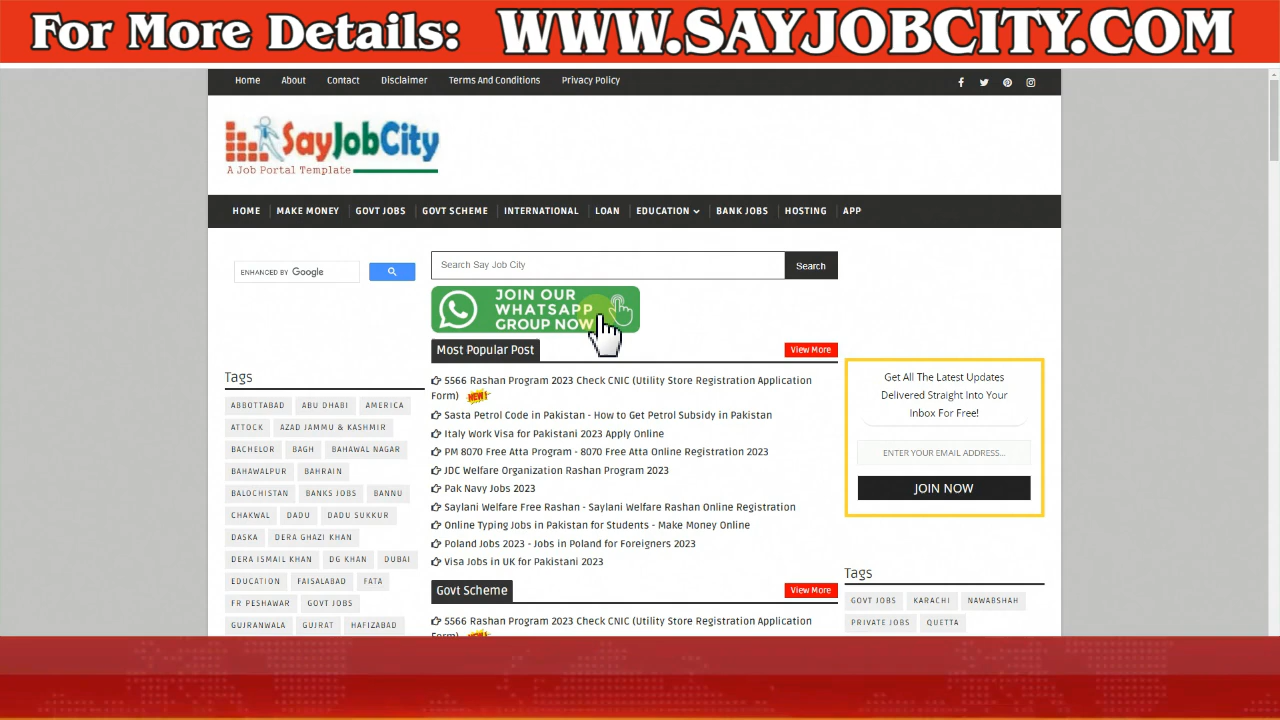 For More Details: WWW.SAYJOBCITY.COM
Home About Contact Disclaimer Terms And Conditions Privacy Policy
SayJobCity
A Job Portal Template
HOME MAKE MONEY GOVT JOBS GOVT SCHEME INTERNATIONAL LOAN EDUCATION BANK JOBS HOSTING APP
ENHANCED BY Google
Search Say Job City Search
JOIN OUR
WHATSAPP
GROUP NOW
Most Popular Post View More
5566 Rashan Program 2023 Check CNIC (Utility Store Registration Application
Form) NEW!
Sasta Petrol Code in Pakistan - How to Get Petrol Subsidy in Pakistan
Italy Work Visa for Pakistani 2023 Apply Online
PM 8070 Free Atta Program - 8070 Free Atta Online Registration 2023
JDC Welfare Organization Rashan Program 2023
Pak Navy Jobs 2023
Saylani Welfare Free Rashan - Saylani Welfare Rashan Online Registration
Online Typing Jobs in Pakistan for Students - Make Money Online
Poland Jobs 2023 - Jobs in Poland for Foreigners 2023
Visa Jobs in UK for Pakistani 2023
Govt Scheme View More
5566 Rashan Program 2023 Check CNIC (Utility Store Registration Application
Form)
Tags
ABBOTTABAD ABU DHABI AMERICA
ATTOCK AZAD JAMMU & KASHMIR
BACHELOR BAGH BAHAWAL NAGAR
BAHAWALPUR BAHRAIN
BALOCHISTAN BANKS JOBS BANNU
CHAKWAL DADU DADU SUKKUR
DASKA DERA GHAZI KHAN
DERA ISMAIL KHAN DG KHAN DUBAI
EDUCATION FAISALABAD FATA
FR PESHAWAR GOVT JOBS
GUJRANWALA GUJRAT HAFIZABAD
Get All The Latest Updates
Delivered Straight Into Your
Inbox For Free!
ENTER YOUR EMAIL ADDRESS...
JOIN NOW
Tags
GOVT JOBS KARACHI NAWABSHAH
PRIVATE JOBS QUETTA